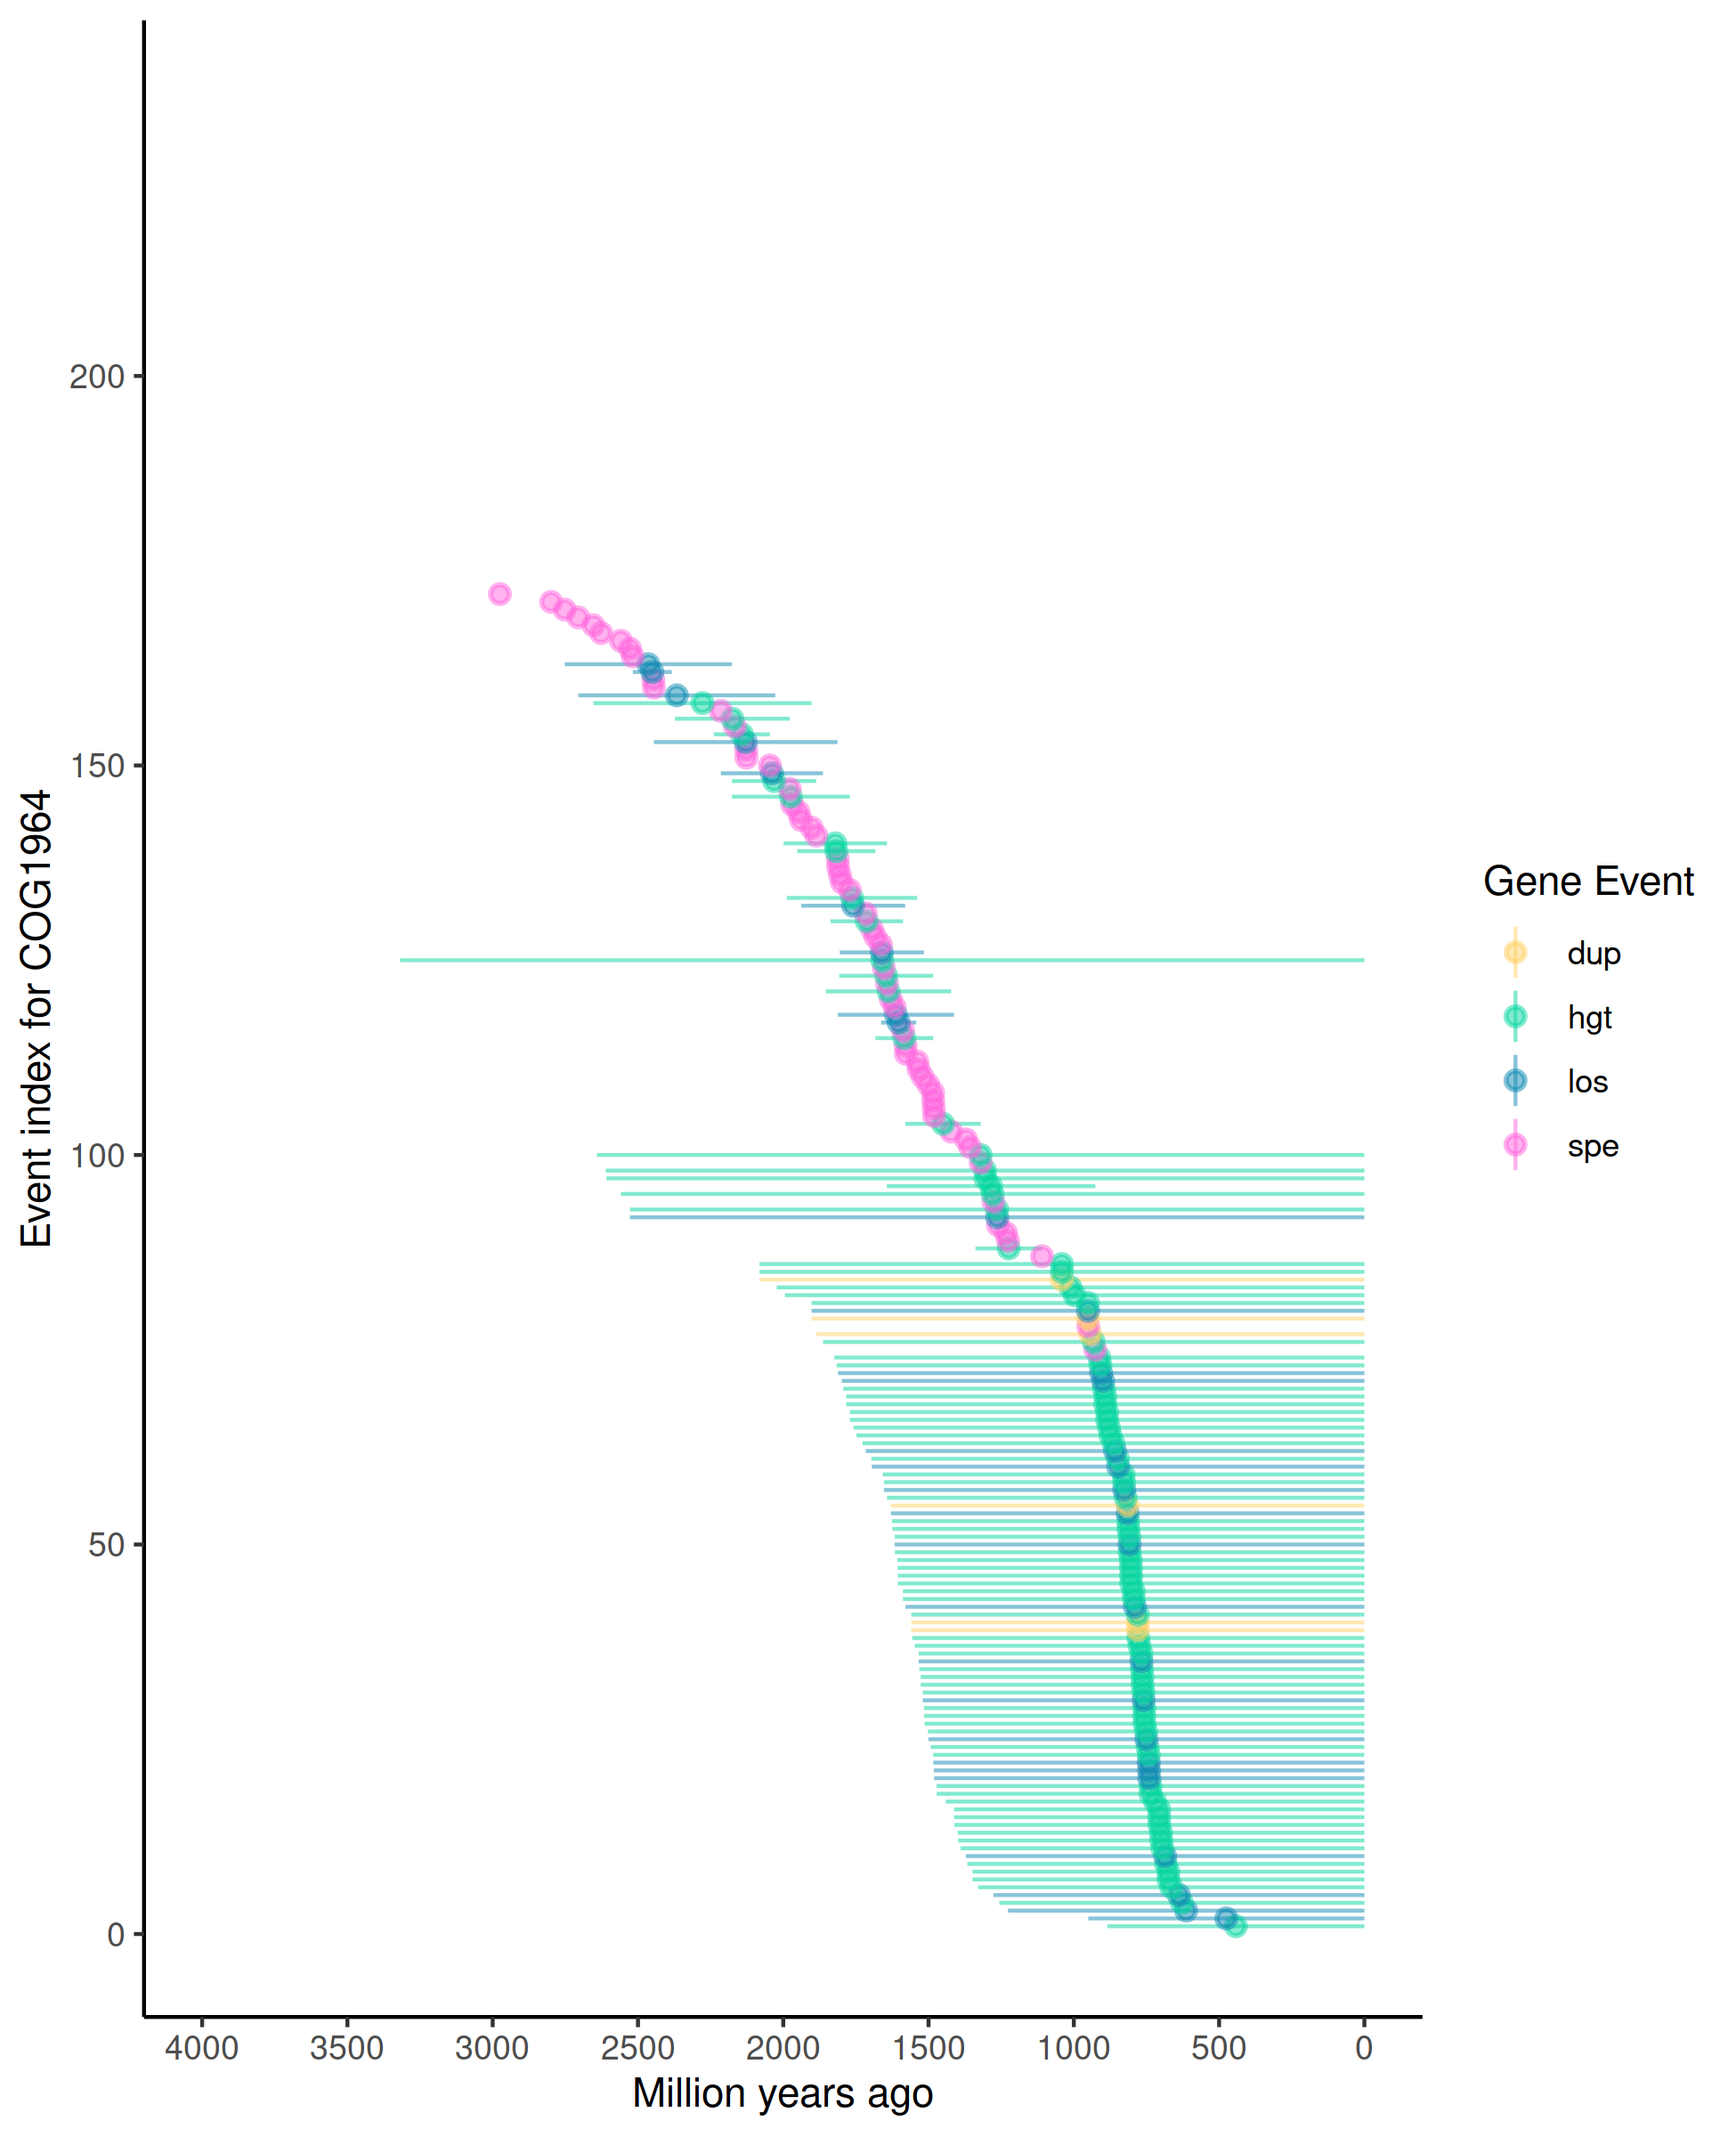 Event index for COG1964
200
150
100
50
0
4000 3500 3000 2500 2000 1500 1000 500 0
Million years ago
Gene Event
dup
hgt
los
spe